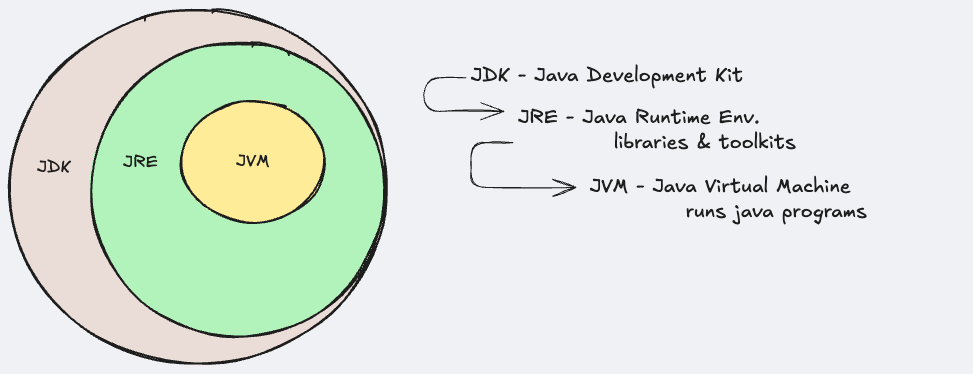 JDK
JRE
JVM
JDK - Java Development Kit
JRE - Java Runtime Env.
libraries & toolkits
JVM - Java Virtual Machine
runs java programs